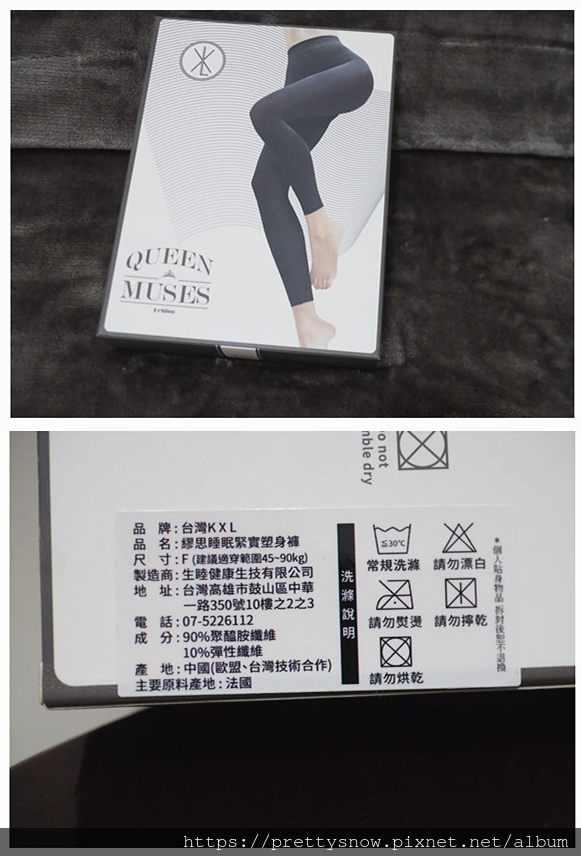 QUEEN
MUSES
o not
mble dry
品 牌：台灣KXL
品 名：繆思睡眠緊實塑身褲
尺 寸：F (建議適穿範圍45~90kg)
製造商：生睦健康生技有限公司
地 址：台灣高雄市鼓山區中華
一路350號10樓之2之3
電 話：07-5226112
成 分：90%聚醯胺纖維
10%彈性纖維
產 地：中國(歐盟、台灣技術合作)
主要原料產地：法國
洗滌說明
≦30℃
常規洗滌
請勿漂白
請勿熨燙
請勿擰乾
請勿烘乾
*個人貼身物品 拆封後恕不退換
https://prettysnow.pixnet.net/album